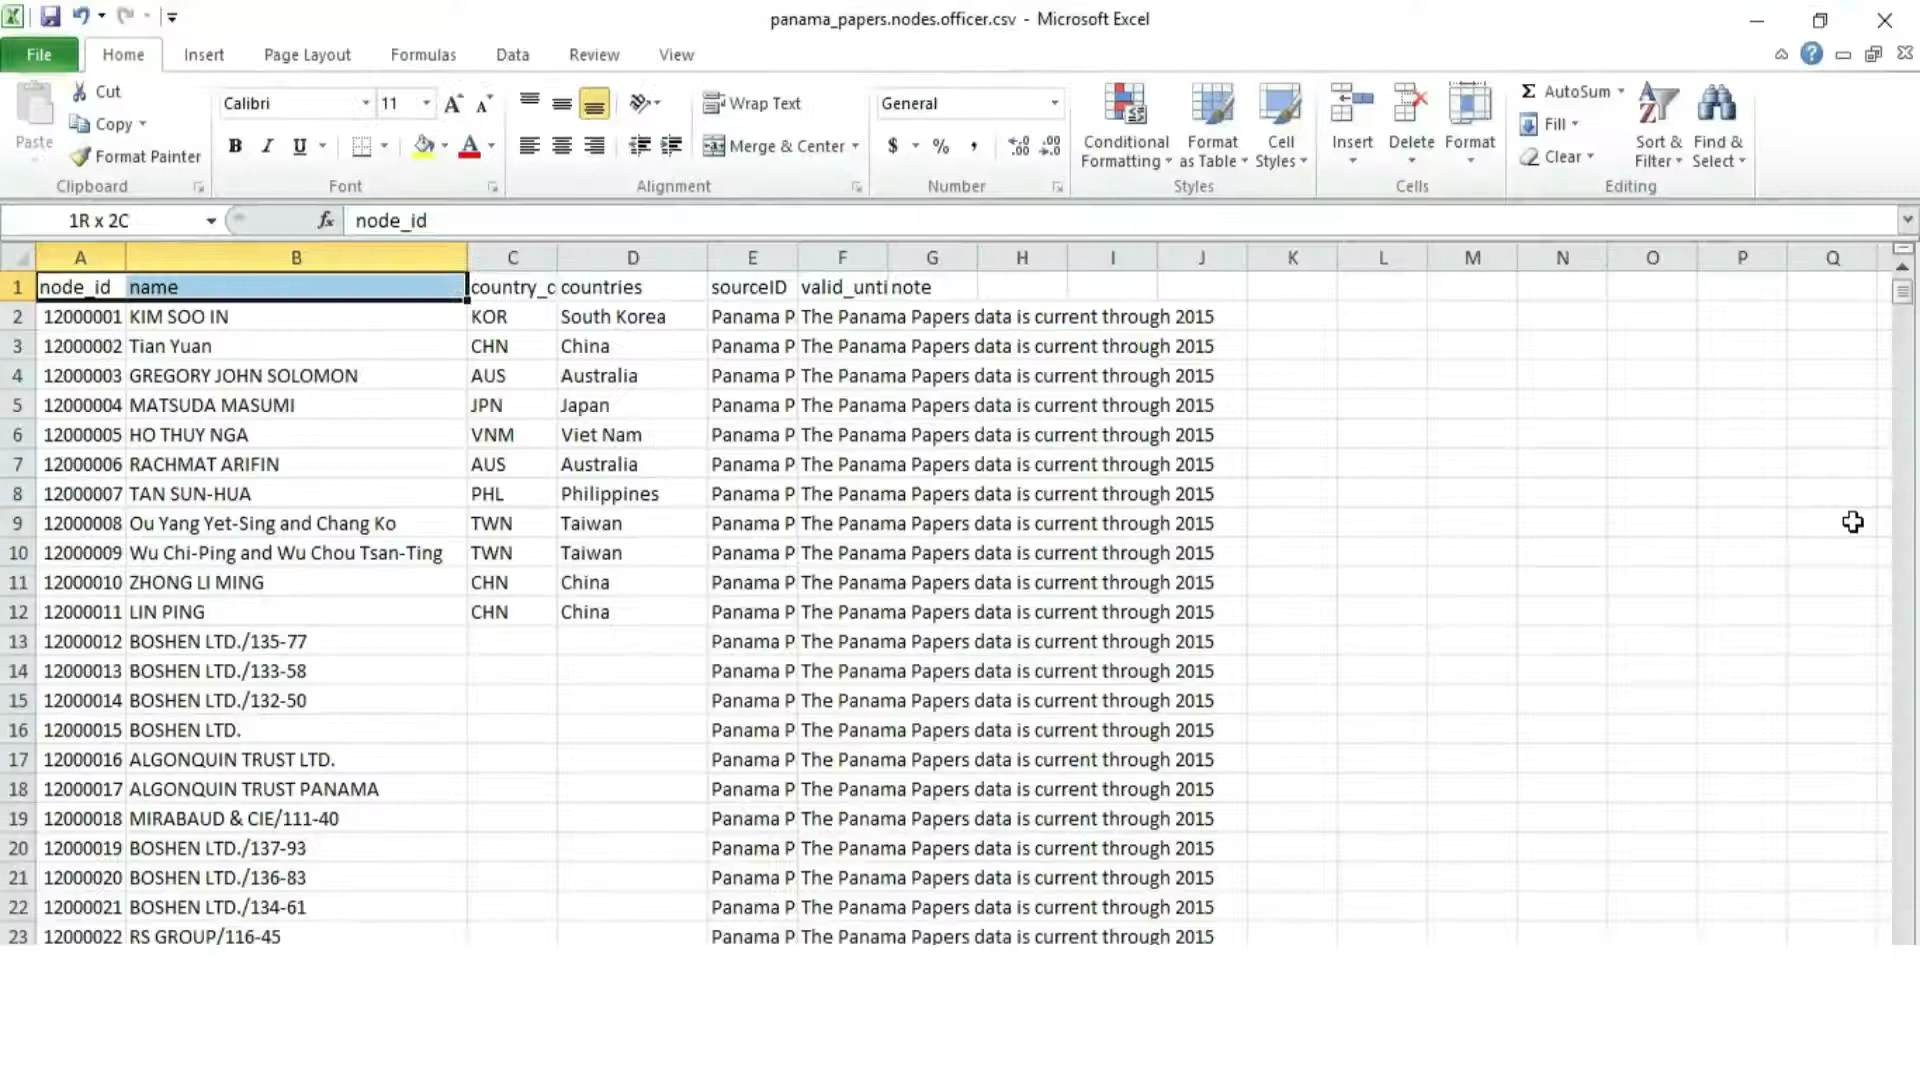 panama_papers.nodes.officer.csv - Microsoft Excel
File Home Insert Page Layout Formulas Data Review View
Paste Cut Copy Format Painter Clipboard
Calibri 11 A A B I U A Font
Wrap Text Merge & Center Alignment
General $ % , .00 .00 Number
Conditional Formatting Format as Table Cell Styles Styles
Insert Delete Format Cells
Σ AutoSum Fill Clear Sort & Filter Find & Select Editing
1R x 2C fx node_id
A B C D E F G H I J K L M N O P Q
1 node_id name country_c countries sourceID valid_unti note
2 12000001 KIM SOO IN KOR South Korea Panama P The Panama Papers data is current through 2015
3 12000002 Tian Yuan CHN China Panama P The Panama Papers data is current through 2015
4 12000003 GREGORY JOHN SOLOMON AUS Australia Panama P The Panama Papers data is current through 2015
5 12000004 MATSUDA MASUMI JPN Japan Panama P The Panama Papers data is current through 2015
6 12000005 HO THUY NGA VNM Viet Nam Panama P The Panama Papers data is current through 2015
7 12000006 RACHMAT ARIFIN AUS Australia Panama P The Panama Papers data is current through 2015
8 12000007 TAN SUN-HUA PHL Philippines Panama P The Panama Papers data is current through 2015
9 12000008 Ou Yang Yet-Sing and Chang Ko TWN Taiwan Panama P The Panama Papers data is current through 2015
10 12000009 Wu Chi-Ping and Wu Chou Tsan-Ting TWN Taiwan Panama P The Panama Papers data is current through 2015
11 12000010 ZHONG LI MING CHN China Panama P The Panama Papers data is current through 2015
12 12000011 LIN PING CHN China Panama P The Panama Papers data is current through 2015
13 12000012 BOSHEN LTD./135-77 Panama P The Panama Papers data is current through 2015
14 12000013 BOSHEN LTD./133-58 Panama P The Panama Papers data is current through 2015
15 12000014 BOSHEN LTD./132-50 Panama P The Panama Papers data is current through 2015
16 12000015 BOSHEN LTD. Panama P The Panama Papers data is current through 2015
17 12000016 ALGONQUIN TRUST LTD. Panama P The Panama Papers data is current through 2015
18 12000017 ALGONQUIN TRUST PANAMA Panama P The Panama Papers data is current through 2015
19 12000018 MIRABAUD & CIE/111-40 Panama P The Panama Papers data is current through 2015
20 12000019 BOSHEN LTD./137-93 Panama P The Panama Papers data is current through 2015
21 12000020 BOSHEN LTD./136-83 Panama P The Panama Papers data is current through 2015
22 12000021 BOSHEN LTD./134-61 Panama P The Panama Papers data is current through 2015
23 12000022 RS GROUP/116-45 Panama P The Panama Papers data is current through 2015